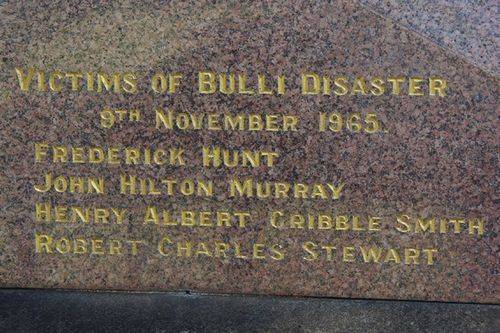 Victims of Bulli Disaster
9th November 1965.
Frederick Hunt
John Hilton Murray
Henry Albert Cribble Smith
Robert Charles Stewart